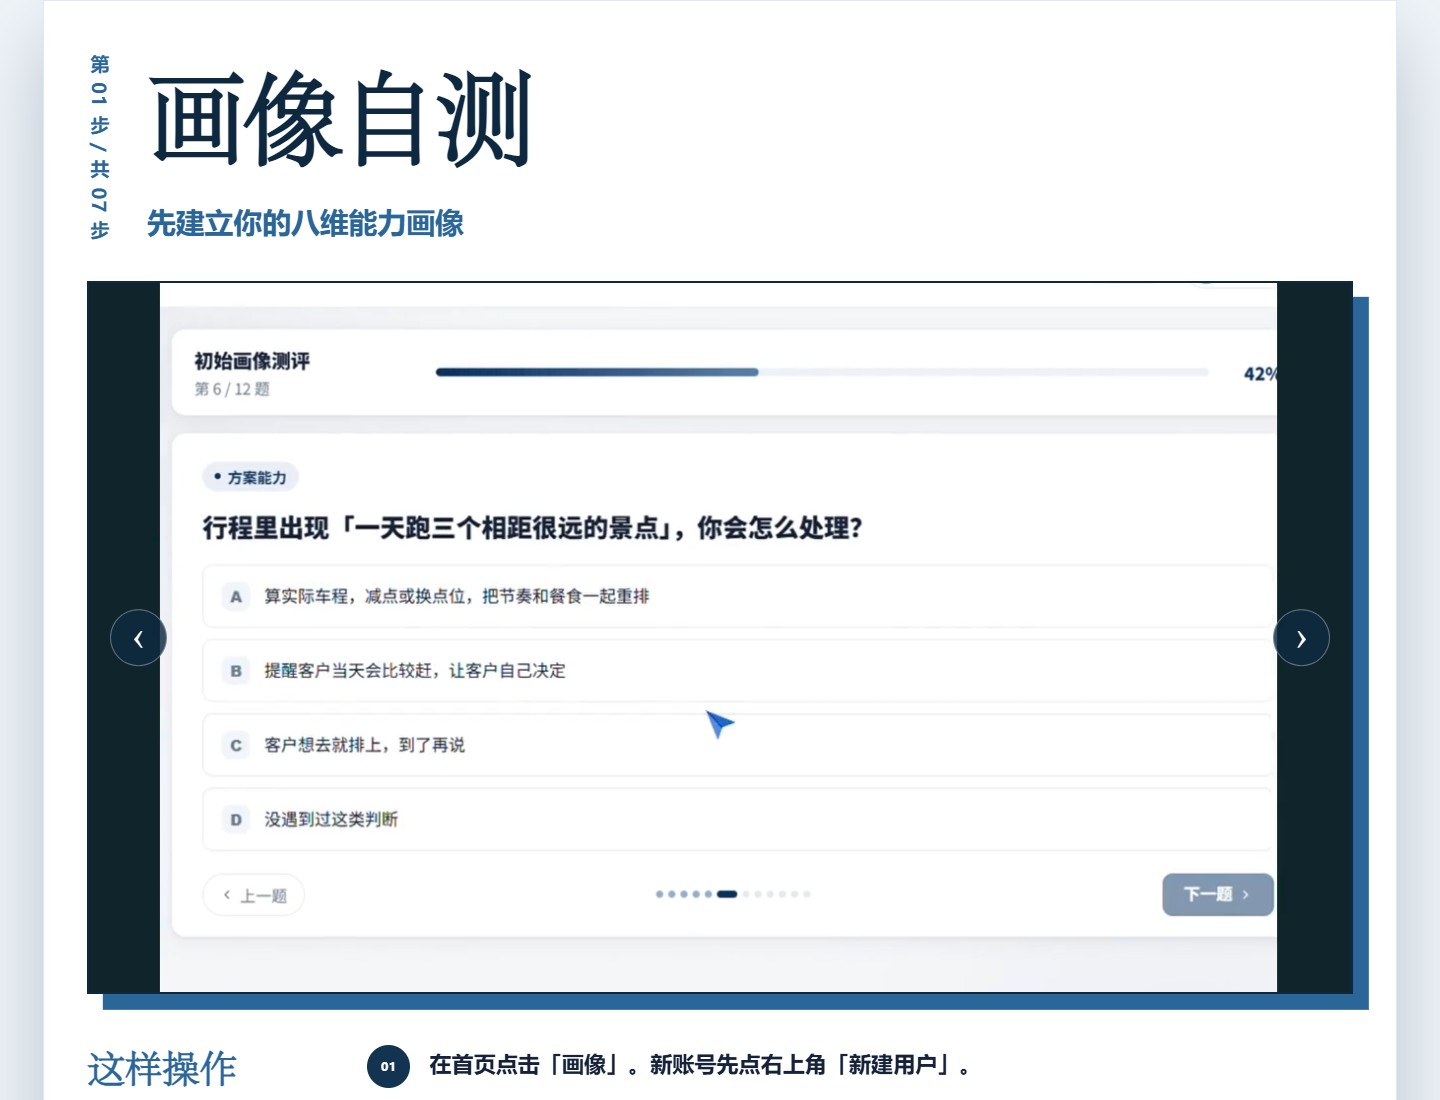 第 01 步 / 共 07 步
画像自测
先建立你的八维能力画像
初始画像测评
第 6 / 12 题
42%
方案能力
行程里出现「一天跑三个相距很远的景点」，你会怎么处理？
A 算实际车程，减点或换点位，把节奏和餐食一起重排
B 提醒客户当天会比较赶，让客户自己决定
C 客户想去就排上，到了再说
D 没遇到过这类判断
‹ 上一题
下一题 ›
这样操作
01 在首页点击「画像」。新账号先点右上角「新建用户」。